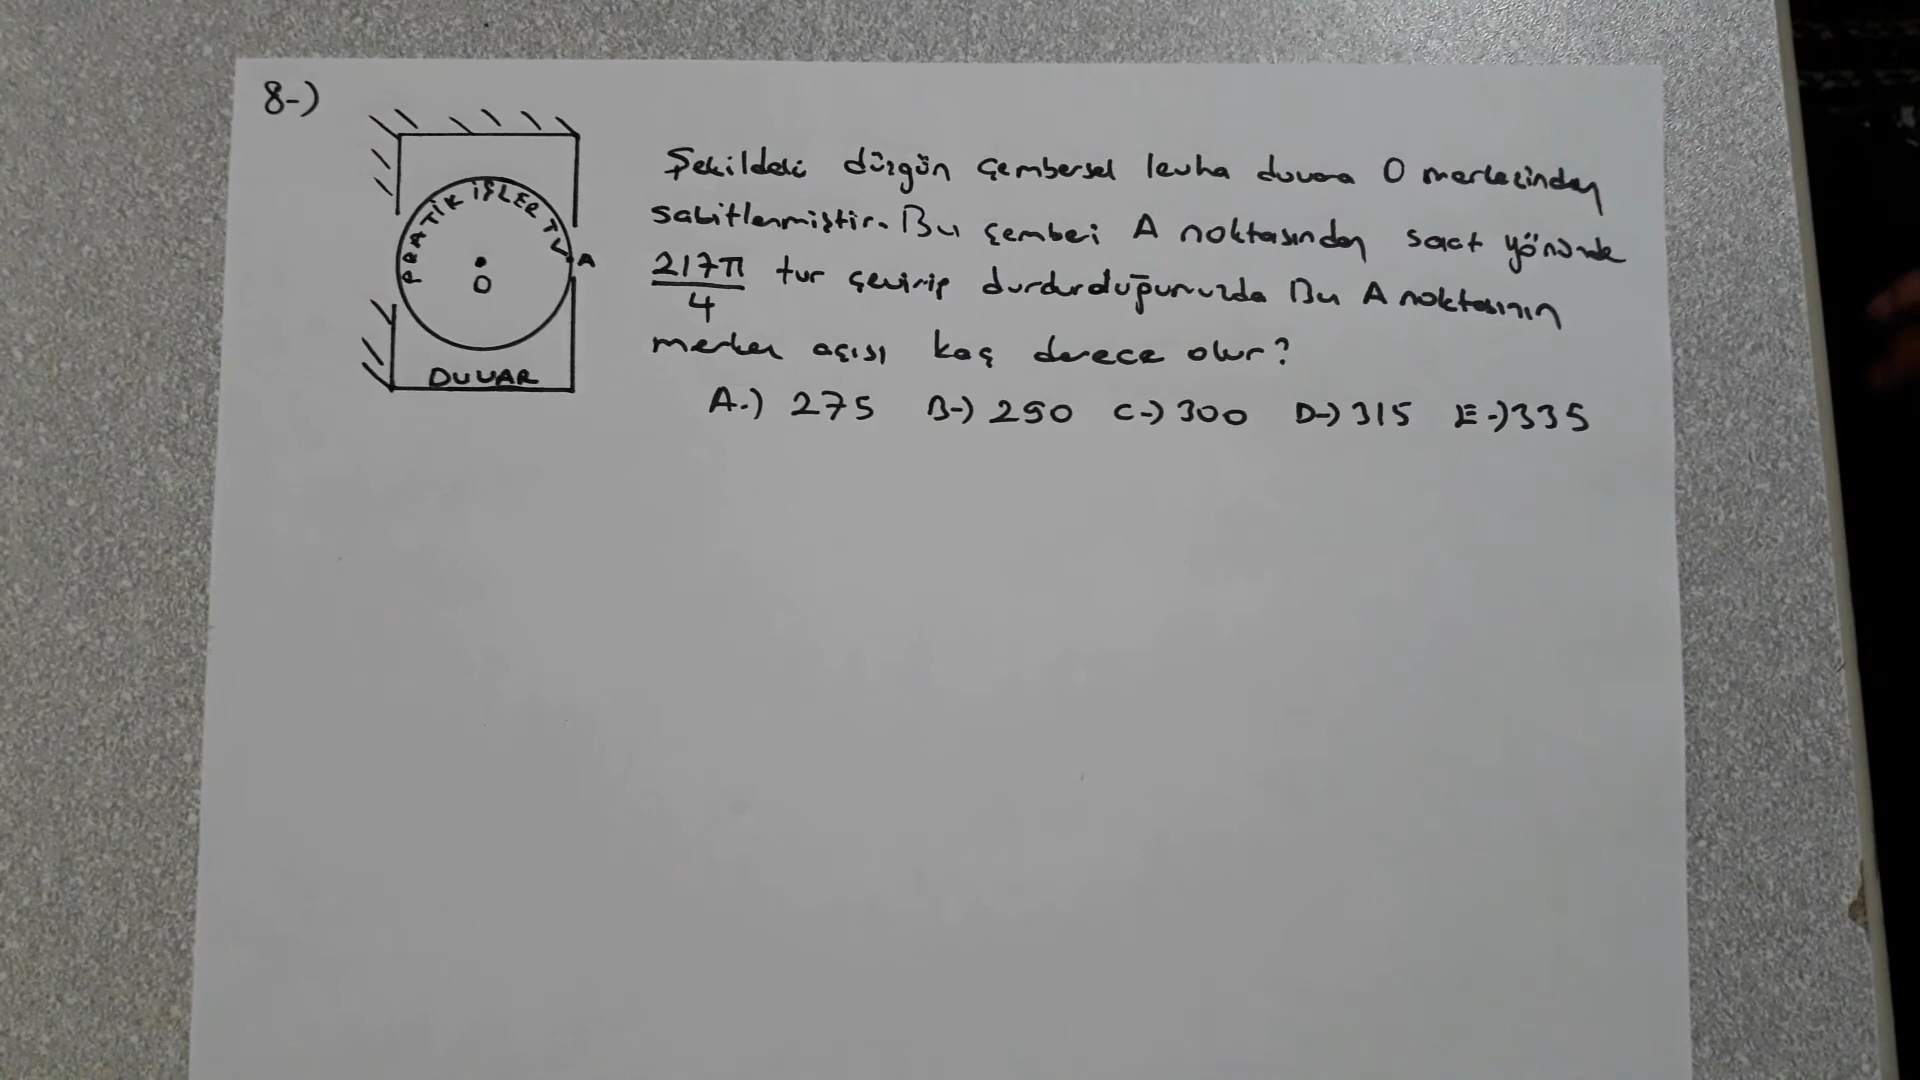 8-)
PRATİK İŞLER TV
A
O
DUVAR
Şekildeki düzgün çembersel levha duvara O merkezinden
sabitlenmiştir. Bu çemberi A noktasından saat yönünde
217π/4 tur çevirip durdurduğumuzda Bu A noktasının
merkez açısı kaç derece olur?
A-) 275 B-) 290 C-) 300 D-) 315 E-) 335